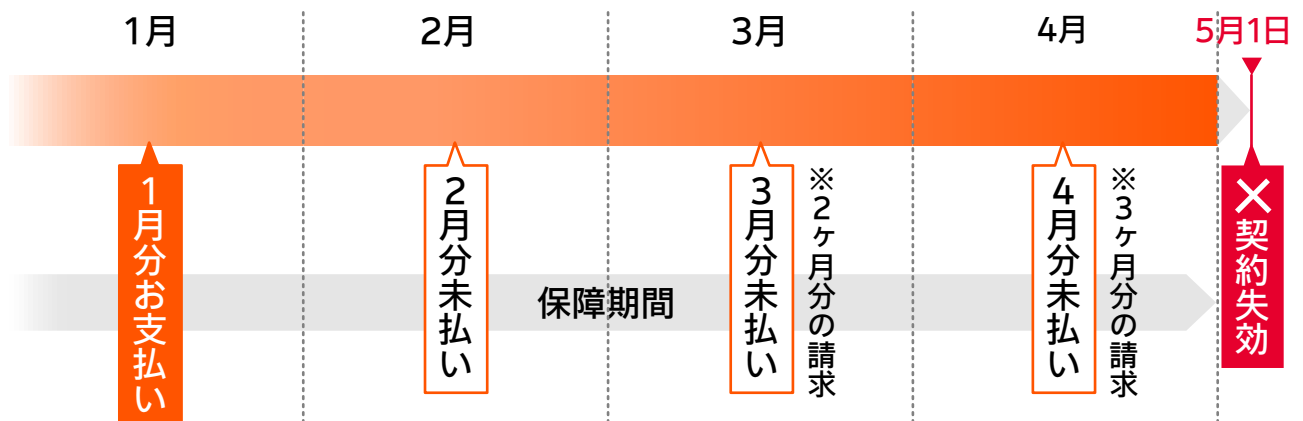 1月
2月
3月
4月
5月1日
1月分お支払い
2月分未払い
3月分未払い
※2ヶ月分の請求
4月分未払い
※3ヶ月分の請求
×契約失効
保障期間